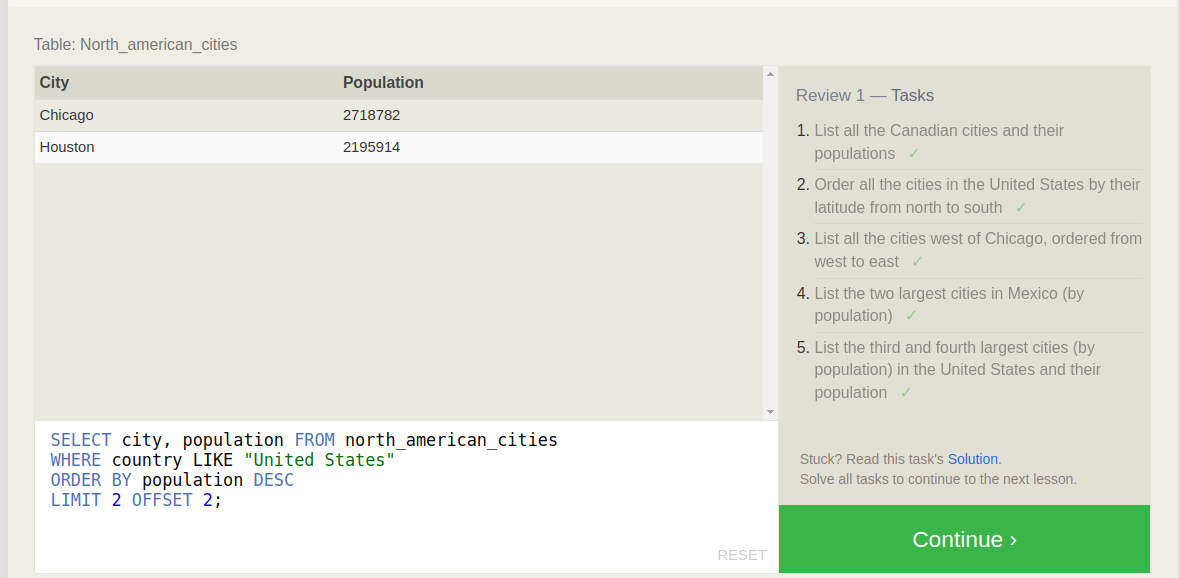 Table: North_american_cities
City Population
Chicago 2718782
Houston 2195914
SELECT city, population FROM north_american_cities
WHERE country LIKE "United States"
ORDER BY population DESC
LIMIT 2 OFFSET 2;
RESET
Review 1 — Tasks
1. List all the Canadian cities and their
populations ✓
2. Order all the cities in the United States by their
latitude from north to south ✓
3. List all the cities west of Chicago, ordered from
west to east ✓
4. List the two largest cities in Mexico (by
population) ✓
5. List the third and fourth largest cities (by
population) in the United States and their
population ✓
Stuck? Read this task's Solution.
Solve all tasks to continue to the next lesson.
Continue ›